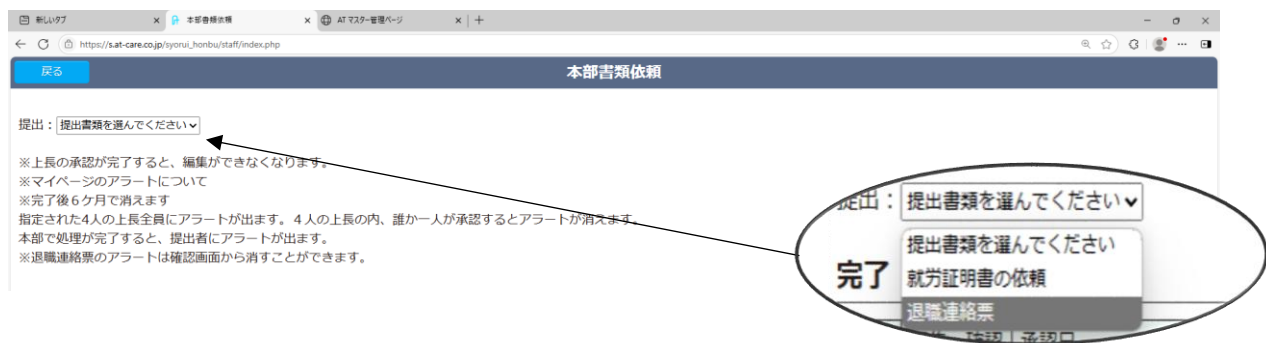 新しいタブ
本部書類依頼
AT マスター管理ページ
https://s.at-care.co.jp/syorui_honbu/staff/index.php
戻る
本部書類依頼
提出：提出書類を選んでください
※上長の承認が完了すると、編集ができなくなります。
※マイページのアラートについて
※完了後６ケ月で消えます
指定された4人の上長全員にアラートが出ます。４人の上長の内、誰か一人が承認するとアラートが消えます。
本部で処理が完了すると、提出者にアラートが出ます。
※退職連絡票のアラートは確認画面から消すことができます。
提出：提出書類を選んでください
提出書類を選んでください
完了
就労証明書の依頼
退職連絡票
確認 承認日